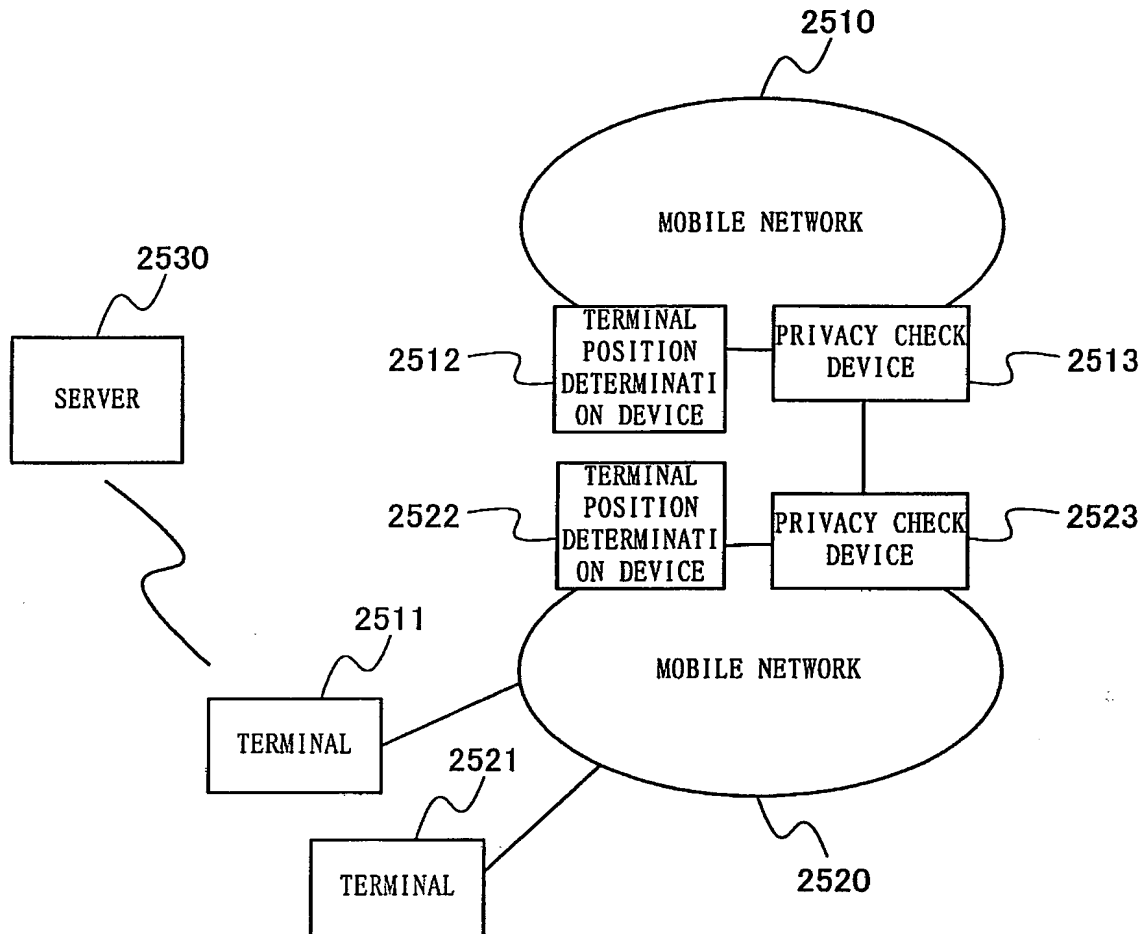 2510
MOBILE NETWORK
2530
SERVER
2512
TERMINAL
POSITION
DETERMINATI
ON DEVICE
PRIVACY CHECK
DEVICE
2513
2522
TERMINAL
POSITION
DETERMINATI
ON DEVICE
PRIVACY CHECK
DEVICE
2523
2511
TERMINAL
MOBILE NETWORK
2521
TERMINAL
2520